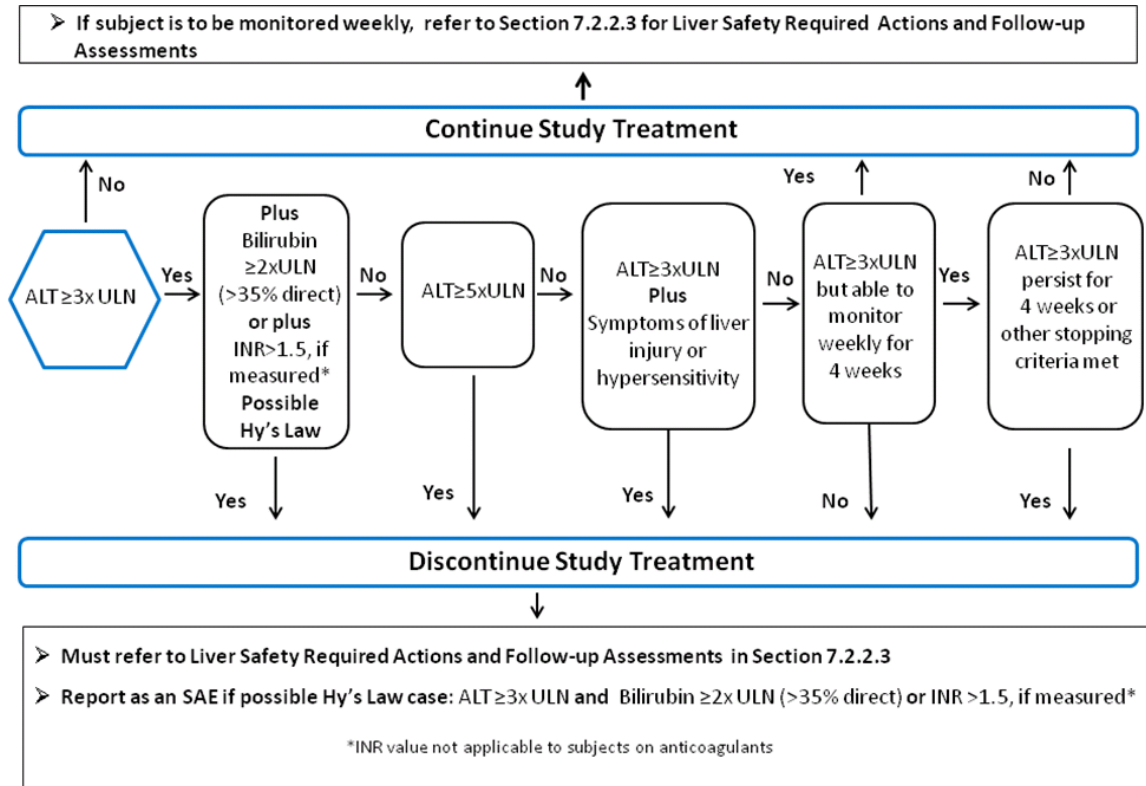 ➢ If subject is to be monitored weekly, refer to Section 7.2.2.3 for Liver Safety Required Actions and Follow-up
Assessments
Continue Study Treatment
No
Yes
No
ALT≥3x ULN
Yes
Plus
Bilirubin
≥2xULN
(>35% direct)
or plus
INR>1.5, if
measured*
Possible
Hy's Law
No
ALT≥5xULN
No
ALT≥3xULN
Plus
Symptoms of liver
injury or
hypersensitivity
No
ALT≥3xULN
but able to
monitor
weekly for
4 weeks
Yes
ALT≥3xULN
persist for
4 weeks or
other stopping
criteria met
Yes
Yes
Yes
No
Yes
Discontinue Study Treatment
➢ Must refer to Liver Safety Required Actions and Follow-up Assessments in Section 7.2.2.3
➢ Report as an SAE if possible Hy's Law case: ALT≥3x ULN and Bilirubin ≥2x ULN (>35% direct) or INR >1.5, if measured*
*INR value not applicable to subjects on anticoagulants